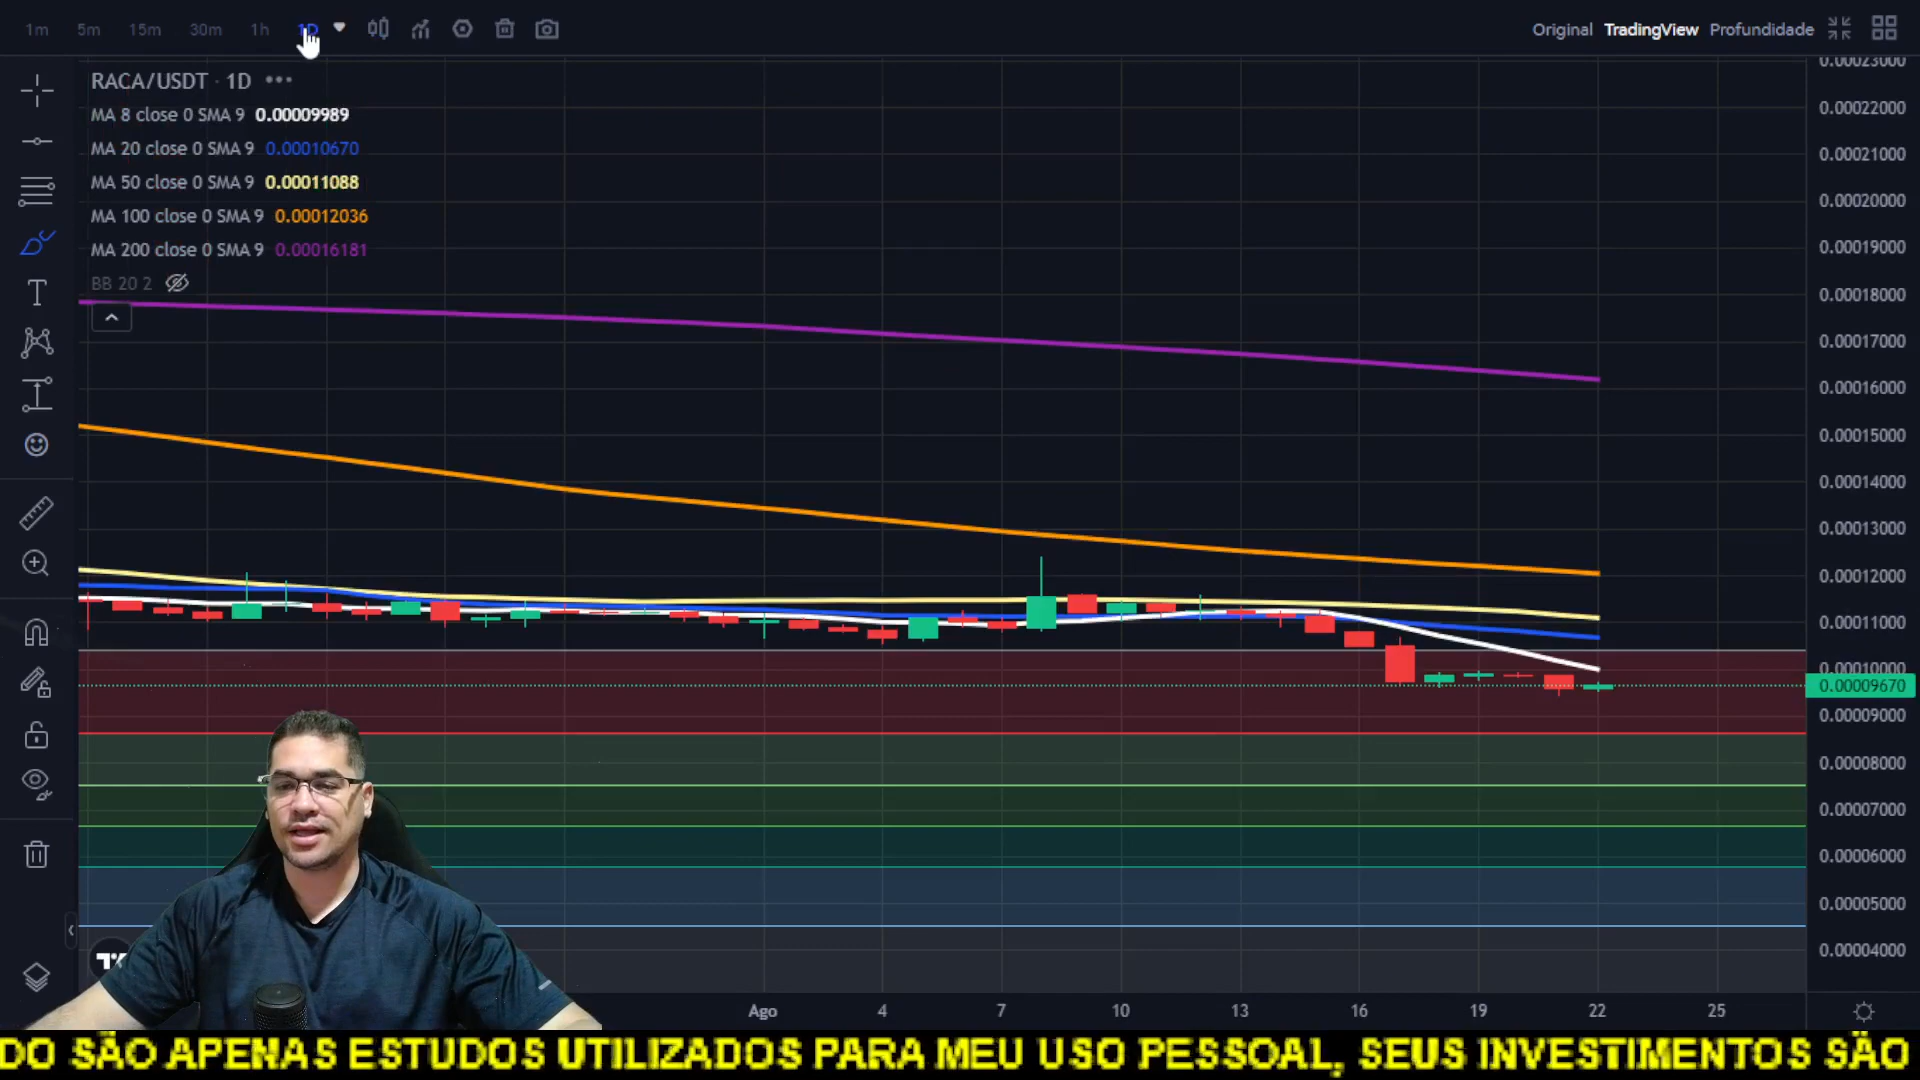 1m 5m 15m 30m 1h 1D
Original TradingView Profundidade
RACA/USDT · 1D
MA 8 close 0 SMA 9 0.00009989
MA 20 close 0 SMA 9 0.00010670
MA 50 close 0 SMA 9 0.00011088
MA 100 close 0 SMA 9 0.00012036
MA 200 close 0 SMA 9 0.00016181
BB 20 2
0.00023000
0.00022000
0.00021000
0.00020000
0.00019000
0.00018000
0.00017000
0.00016000
0.00015000
0.00014000
0.00013000
0.00012000
0.00011000
0.00010000
0.00009670
0.00009000
0.00008000
0.00007000
0.00006000
0.00005000
0.00004000
Ago 4 7 10 13 16 19 22 25
DO SÃO APENAS ESTUDOS UTILIZADOS PARA MEU USO PESSOAL, SEUS INVESTIMENTOS SÃO